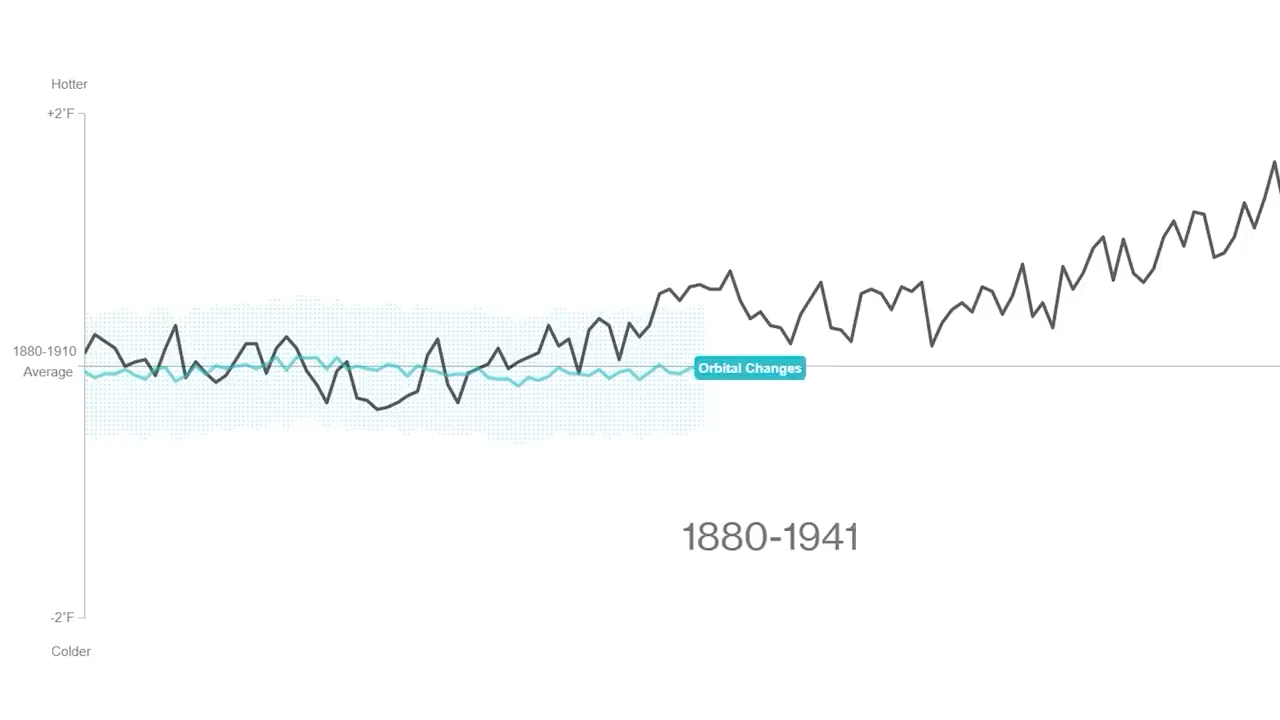 Hotter
+2°F
1880-1910
Average
Orbital Changes
1880-1941
-2°F
Colder